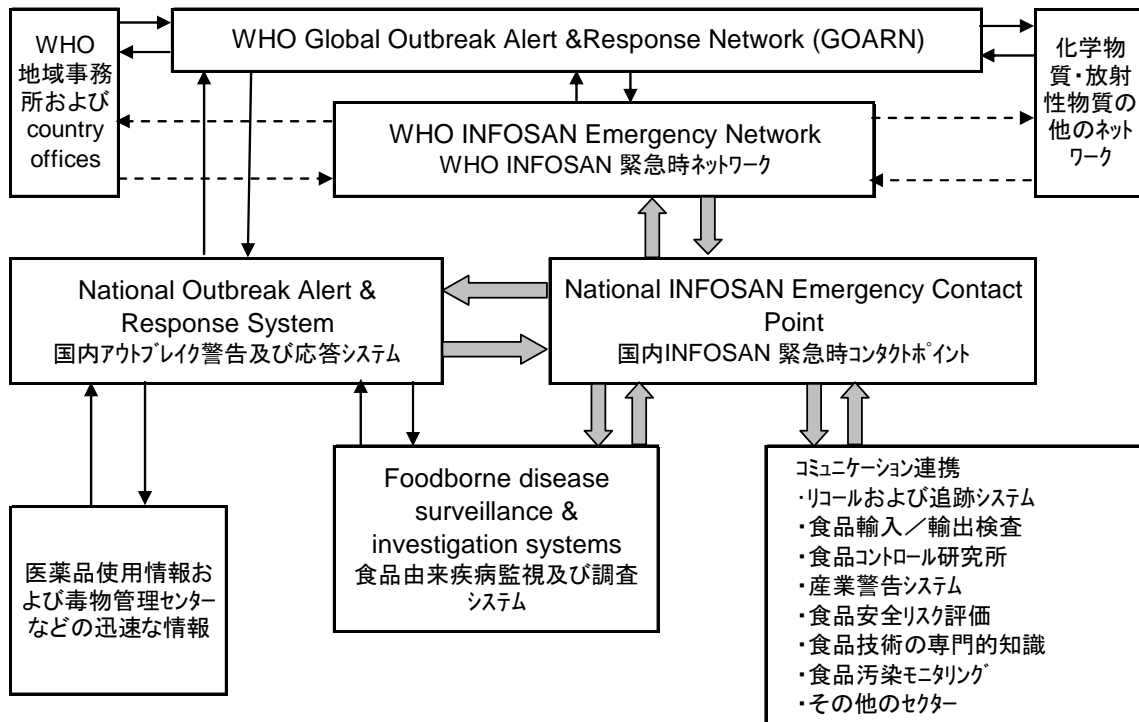 WHO
地域事務
所および
country
offices
WHO Global Outbreak Alert &Response Network (GOARN)
化学物
質・放射
性物質の
他のネット
ワーク
WHO INFOSAN Emergency Network
WHO INFOSAN 緊急時ネットワーク
National Outbreak Alert &
Response System
国内アウトブレイク警告及び応答システム
National INFOSAN Emergency Contact
Point
国内INFOSAN 緊急時コンタクトポイント
医薬品使用情報お
よび毒物管理センター
などの迅速な情報
Foodborne disease
surveillance &
investigation systems
食品由来疾病監視及び調査
システム
コミュニケーション連携
・リコールおよび追跡システム
・食品輸入／輸出検査
・食品コントロール研究所
・産業警告システム
・食品安全リスク評価
・食品技術の専門的知識
・食品汚染モニタリング
・その他のセクター